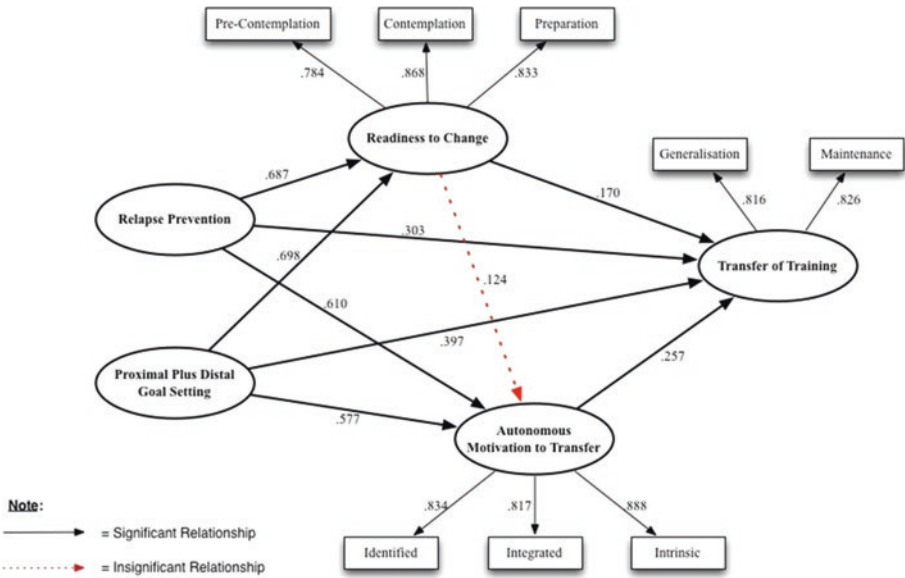 Pre-Contemplation
Contemplation
Preparation
.784
.868
.833
Readiness to Change
Generalisation
Maintenance
.687
.170
.816
.826
Relapse Prevention
.303
.698
Transfer of Training
.124
.610
.397
.257
Proximal Plus Distal
Goal Setting
.577
Autonomous
Motivation to Transfer
.834
.817
.888
Note:
= Significant Relationship
Identified
Integrated
Intrinsic
= Insignificant Relationship